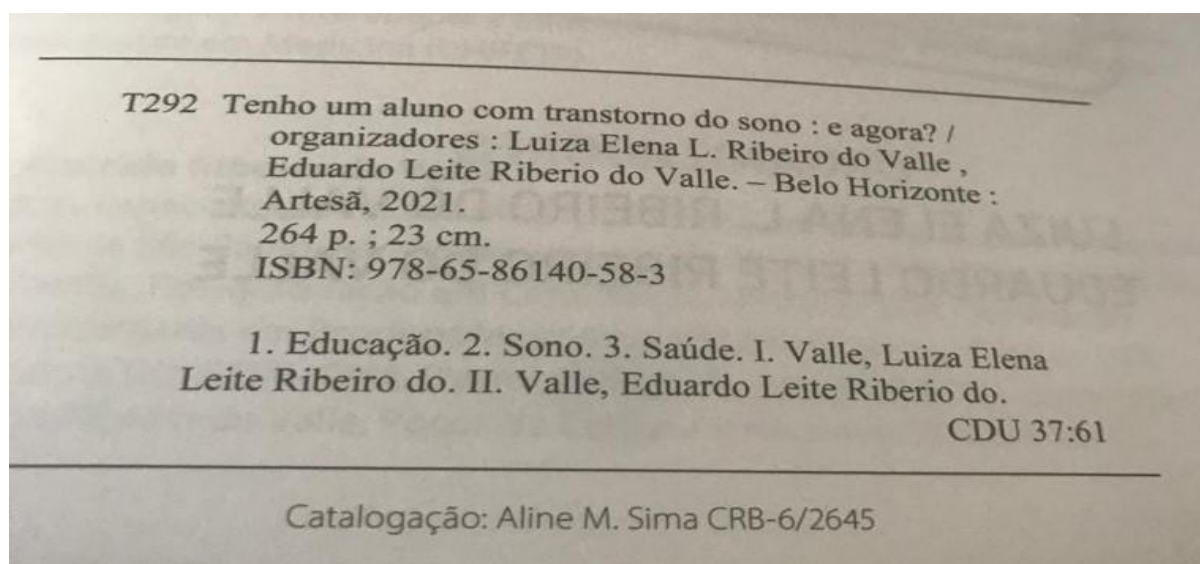 T292 Tenho um aluno com transtorno do sono : e agora? /
organizadores : Luiza Elena L. Ribeiro do Valle ,
Eduardo Leite Riberio do Valle. – Belo Horizonte :
Artesã, 2021.
264 p. ; 23 cm.
ISBN: 978-65-86140-58-3
1. Educação. 2. Sono. 3. Saúde. I. Valle, Luiza Elena
Leite Ribeiro do. II. Valle, Eduardo Leite Riberio do.
CDU 37:61
Catalogação: Aline M. Sima CRB-6/2645